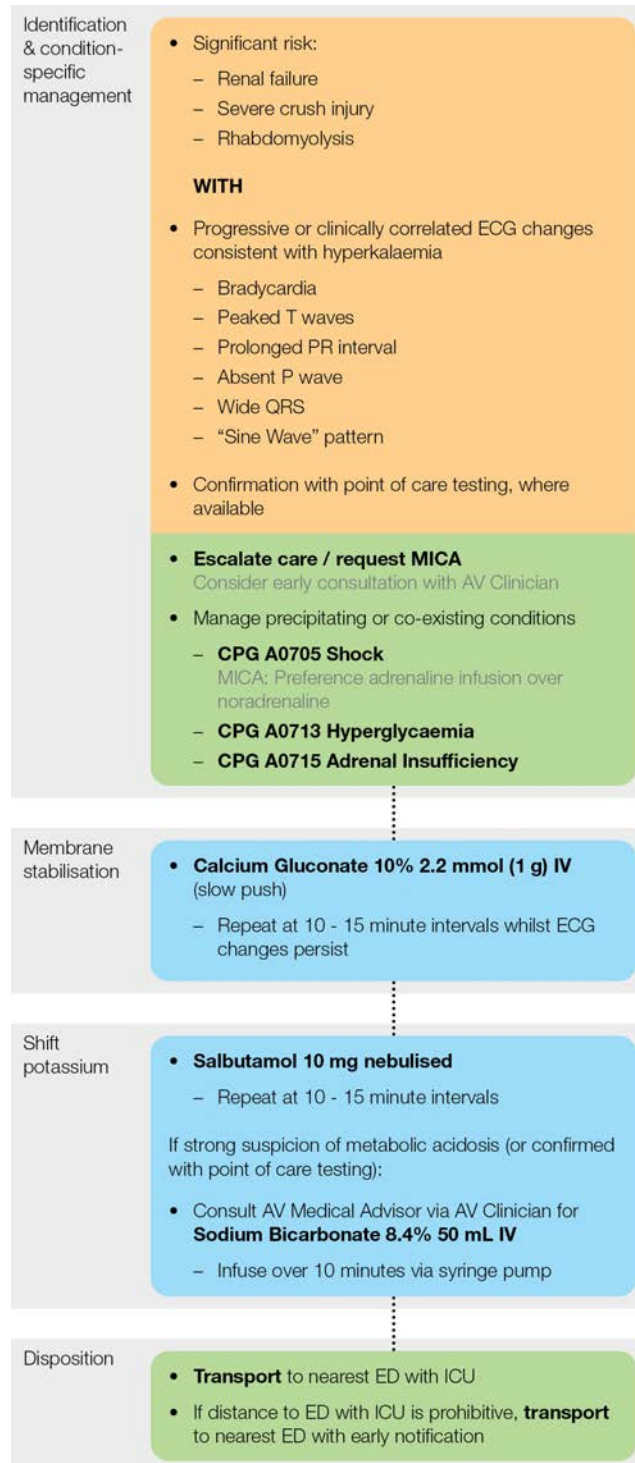 Identification
& condition-
specific
management
• Significant risk:
– Renal failure
– Severe crush injury
– Rhabdomyolysis
WITH
• Progressive or clinically correlated ECG changes
consistent with hyperkalaemia
– Bradycardia
– Peaked T waves
– Prolonged PR interval
– Absent P wave
– Wide QRS
– “Sine Wave” pattern
• Confirmation with point of care testing, where
available
• Escalate care / request MICA
Consider early consultation with AV Clinician
• Manage precipitating or co-existing conditions
– CPG A0705 Shock
MICA: Preference adrenaline infusion over
noradrenaline
– CPG A0713 Hyperglycaemia
– CPG A0715 Adrenal Insufficiency
Membrane
stabilisation
• Calcium Gluconate 10% 2.2 mmol (1 g) IV
(slow push)
– Repeat at 10 - 15 minute intervals whilst ECG
changes persist
Shift
potassium
• Salbutamol 10 mg nebulised
– Repeat at 10 - 15 minute intervals
If strong suspicion of metabolic acidosis (or confirmed
with point of care testing):
• Consult AV Medical Advisor via AV Clinician for
Sodium Bicarbonate 8.4% 50 mL IV
– Infuse over 10 minutes via syringe pump
Disposition
• Transport to nearest ED with ICU
• If distance to ED with ICU is prohibitive, transport
to nearest ED with early notification